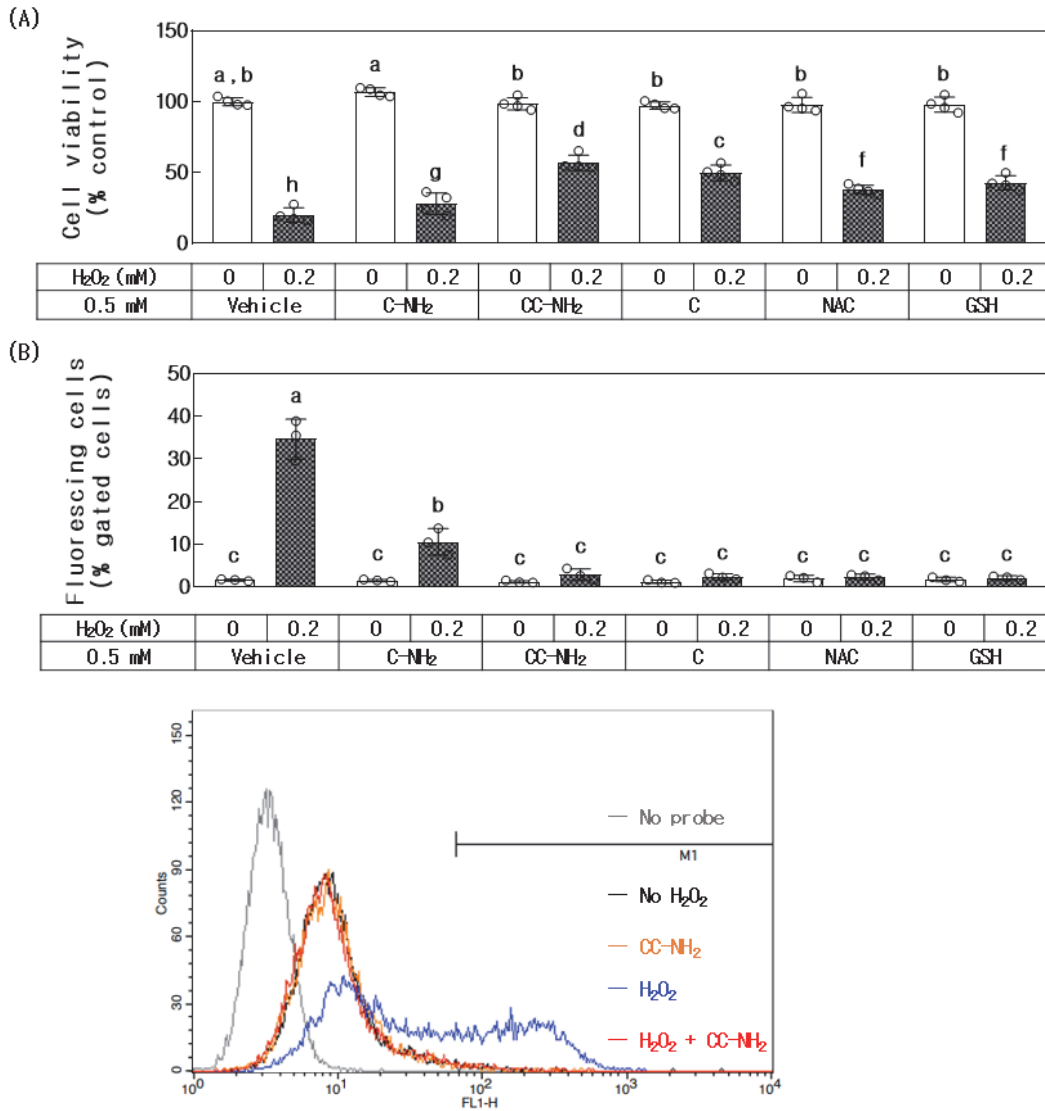 (A)
Cell viability
(% control)
150
100
50
0
a,b
h
a
g
b
d
b
c
b
f
b
f
H₂O₂ (mM) 0 0.2 0 0.2 0 0.2 0 0.2 0 0.2 0 0.2
0.5 mM Vehicle C-NH₂ CC-NH₂ C NAC GSH
(B)
Fluorescing cells
(% gated cells)
50
40
30
20
10
0
c
a
c
b
c
c
c
c
c
c
c
c
H₂O₂ (mM) 0 0.2 0 0.2 0 0.2 0 0.2 0 0.2 0 0.2
0.5 mM Vehicle C-NH₂ CC-NH₂ C NAC GSH
Counts
150
120
90
60
30
0
No probe
M1
No H₂O₂
CC-NH₂
H₂O₂
H₂O₂ + CC-NH₂
10⁰ 10¹ 10² 10³ 10⁴
FL1-H